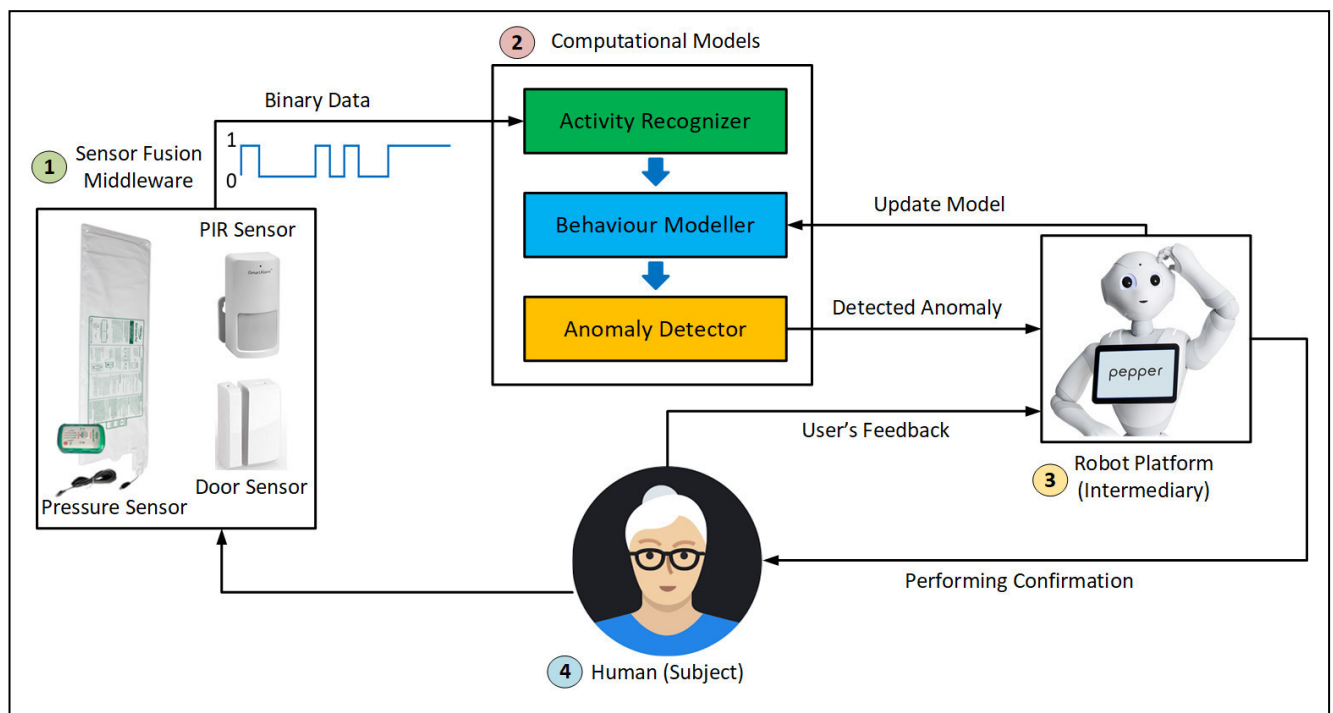 2 Computational Models
Binary Data
Activity Recognizer
1
0
1 Sensor Fusion
Middleware
Behaviour Modeller
Update Model
PIR Sensor
Anomaly Detector
Detected Anomaly
pepper
User's Feedback
Door Sensor
Pressure Sensor
3 Robot Platform
(Intermediary)
Performing Confirmation
4 Human (Subject)